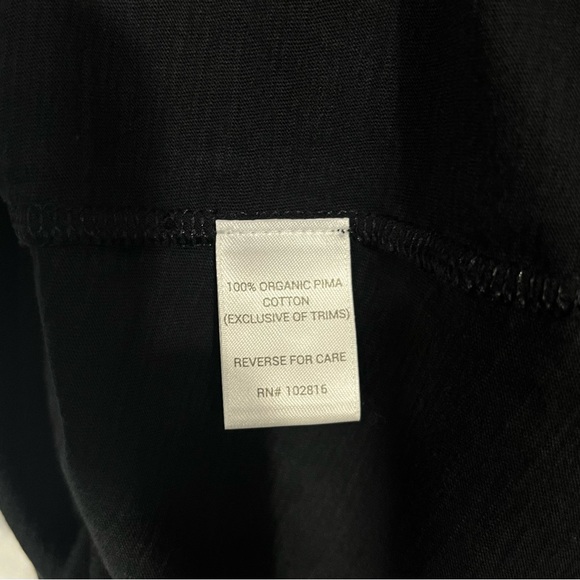 100% ORGANIC PIMA
COTTON
(EXCLUSIVE OF TRIMS)
REVERSE FOR CARE
RN# 102816